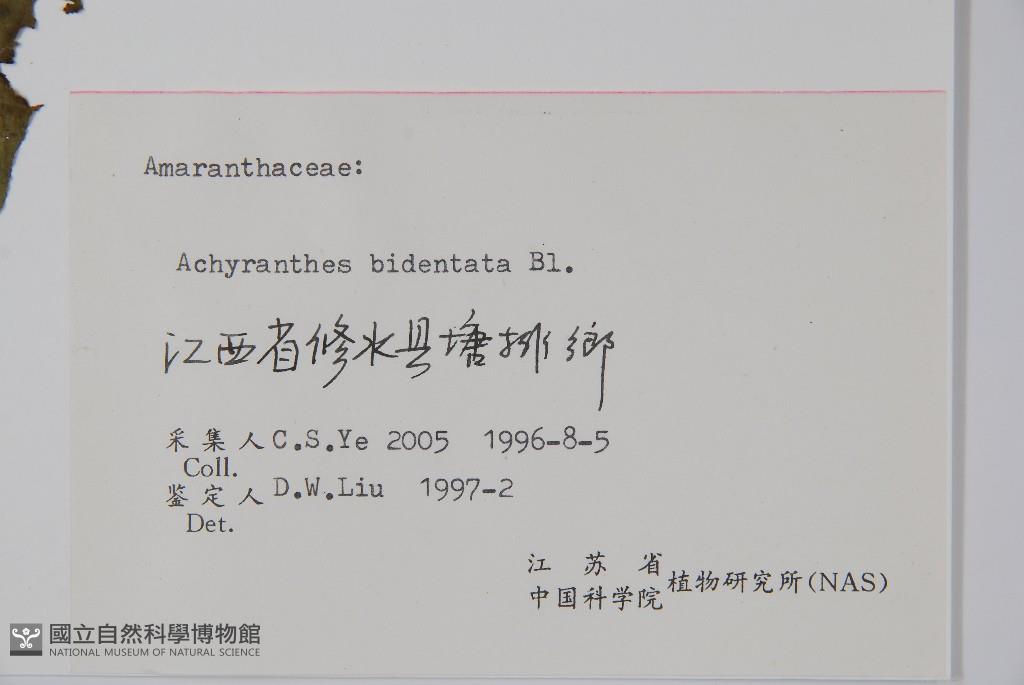 Amaranthaceae:
Achyranthes bidentata Bl.
江西省修水县塘排鄉
采集人 C.S.Ye 2005 1996-8-5
Coll.
鉴定人 D.W.Liu 1997-2
Det.
江苏省
中国科学院 植物研究所(NAS)
國立自然科學博物館
NATIONAL MUSEUM OF NATURAL SCIENCE